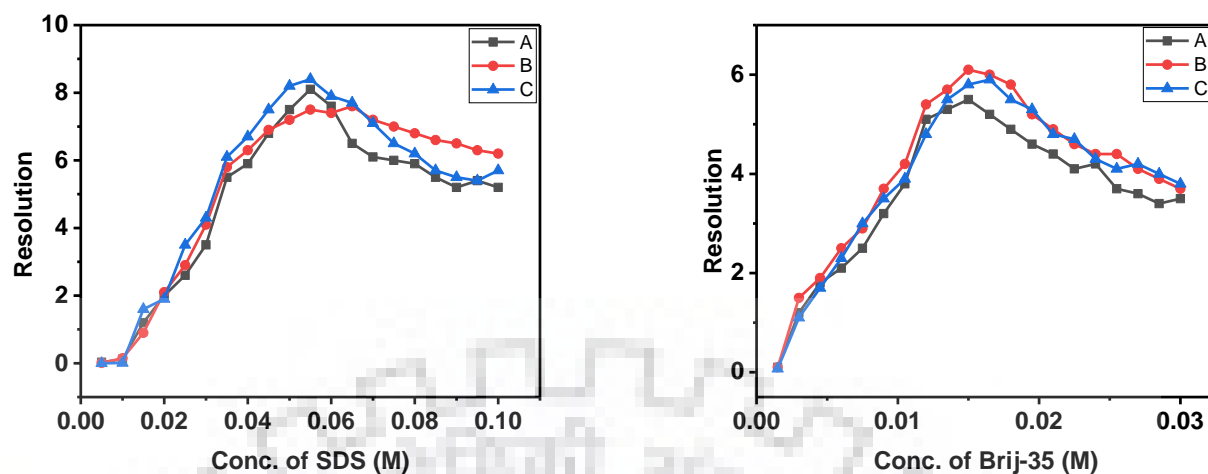 10
8
6
4
2
0
Resolution
A
B
C
0.00 0.02 0.04 0.06 0.08 0.10
Conc. of SDS (M)
6
4
2
0
Resolution
A
B
C
0.00 0.01 0.02 0.03
Conc. of Brij-35 (M)